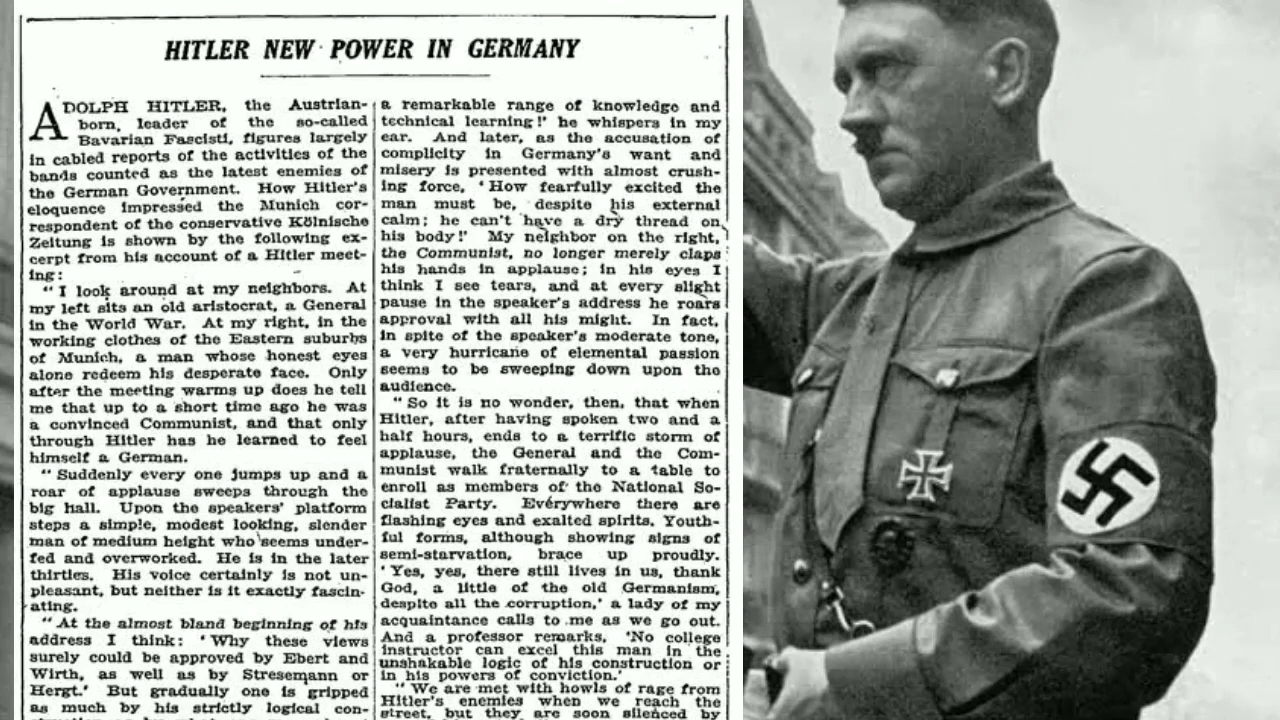 HITLER NEW POWER IN GERMANY
ADOLPH HITLER, the Austrian-
born, leader of the so-called
Bavarian Fascisti, figures largely
in cabled reports of the activities of the
bands counted as the latest enemies of
the German Government. How Hitler's
eloquence impressed the Munich cor-
respondent of the conservative Kölnische
Zeitung is shown by the following ex-
cerpt from his account of a Hitler meet-
ing:
"I look around at my neighbors. At
my left sits an old aristocrat, a General
in the World War. At my right, in the
working clothes of the Eastern suburbs
of Munich, a man whose honest eyes
alone redeem his desperate face. Only
after the meeting warms up does he tell
me that up to a short time ago he was
a convinced Communist, and that only
through Hitler has he learned to feel
himself a German.
"Suddenly every one jumps up and a
roar of applause sweeps through the
big hall. Upon the speakers' platform
steps a simple, modest looking, slender
man of medium height who seems under-
fed and overworked. He is in the later
thirties. His voice certainly is not un-
pleasant, but neither is it exactly fascin-
ating.
"At the almost bland beginning of his
address I think: 'Why these views
surely could be approved by Ebert and
Wirth, as well as by Stresemann or
Hergt.' But gradually one is gripped
as much by his strictly logical con-
a remarkable range of knowledge and
technical learning!' he whispers in my
ear. And later, as the accusation of
complicity in Germany's want and
misery is presented with almost crush-
ing force, 'How fearfully excited the
man must be, despite his external
calm; he can't have a dry thread on
his body!' My neighbor on the right,
the Communist, no longer merely claps
his hands in applause; in his eyes I
think I see tears, and at every slight
pause in the speaker's address he roars
approval with all his might. In fact,
in spite of the speaker's moderate tone,
a very hurricane of elemental passion
seems to be sweeping down upon the
audience.
"So it is no wonder, then, that when
Hitler, after having spoken two and a
half hours, ends to a terrific storm of
applause, the General and the Com-
munist walk fraternally to a table to
enroll as members of the National So-
cialist Party. Everywhere there are
flashing eyes and exalted spirits. Youth-
ful forms, although showing signs of
semi-starvation, brace up proudly.
'Yes, yes, there still lives in us, thank
God, a little of the old Germanism,
despite all the corruption,' a lady of my
acquaintance calls to me as we go out.
And a professor remarks, 'No college
instructor can excel this man in the
unshakable logic of his construction or
in his powers of conviction.'
"We are met with howls of rage from
Hitler's enemies when we reach the
street, but they are soon silenced by